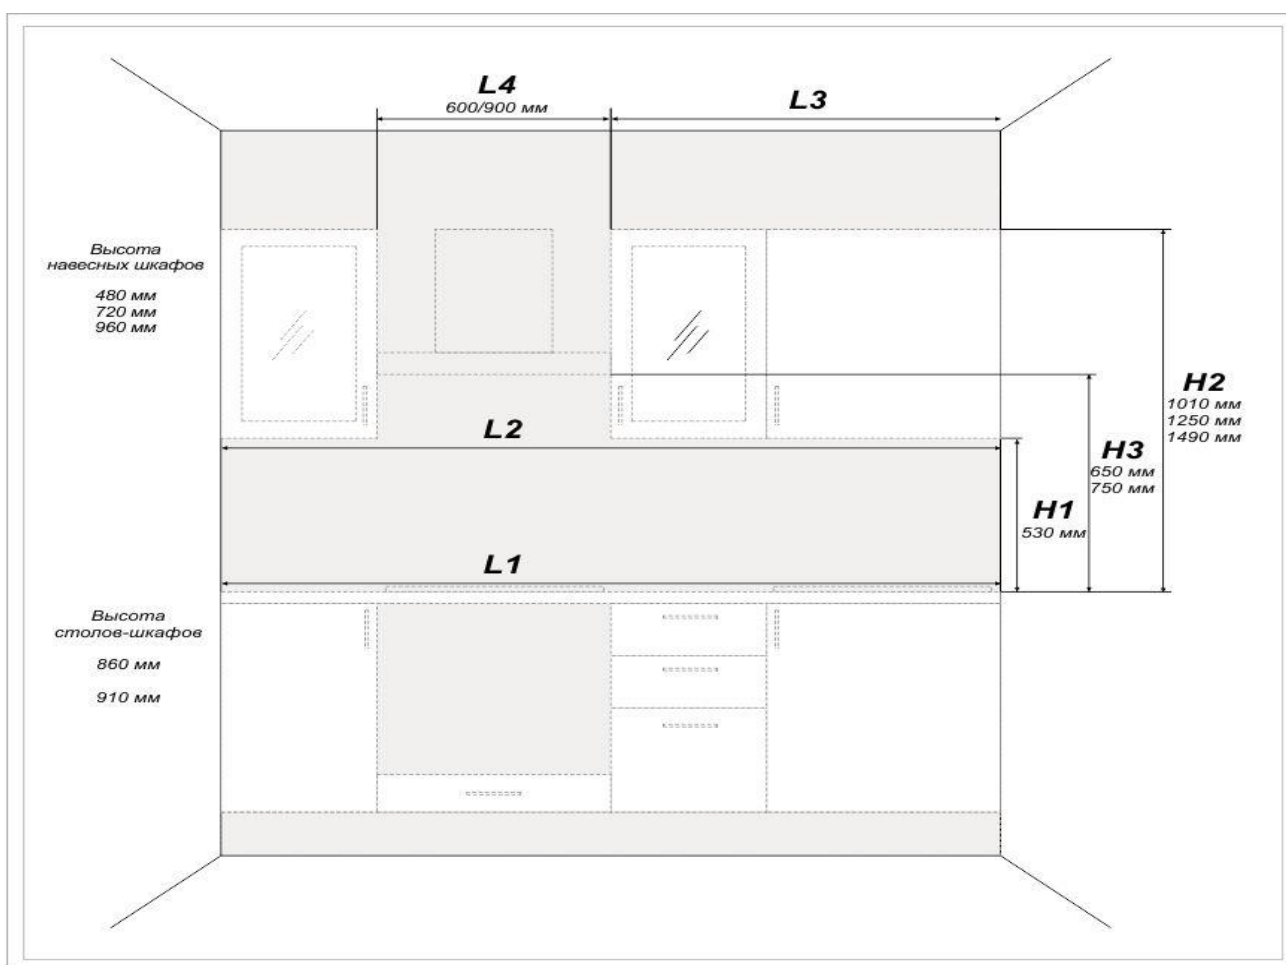 L4
600/900 мм
L3
Высота
навесных шкафов
480 мм
720 мм
960 мм
H2
1010 мм
1250 мм
1490 мм
L2
H3
650 мм
750 мм
H1
530 мм
L1
Высота
столов-шкафов
860 мм
910 мм